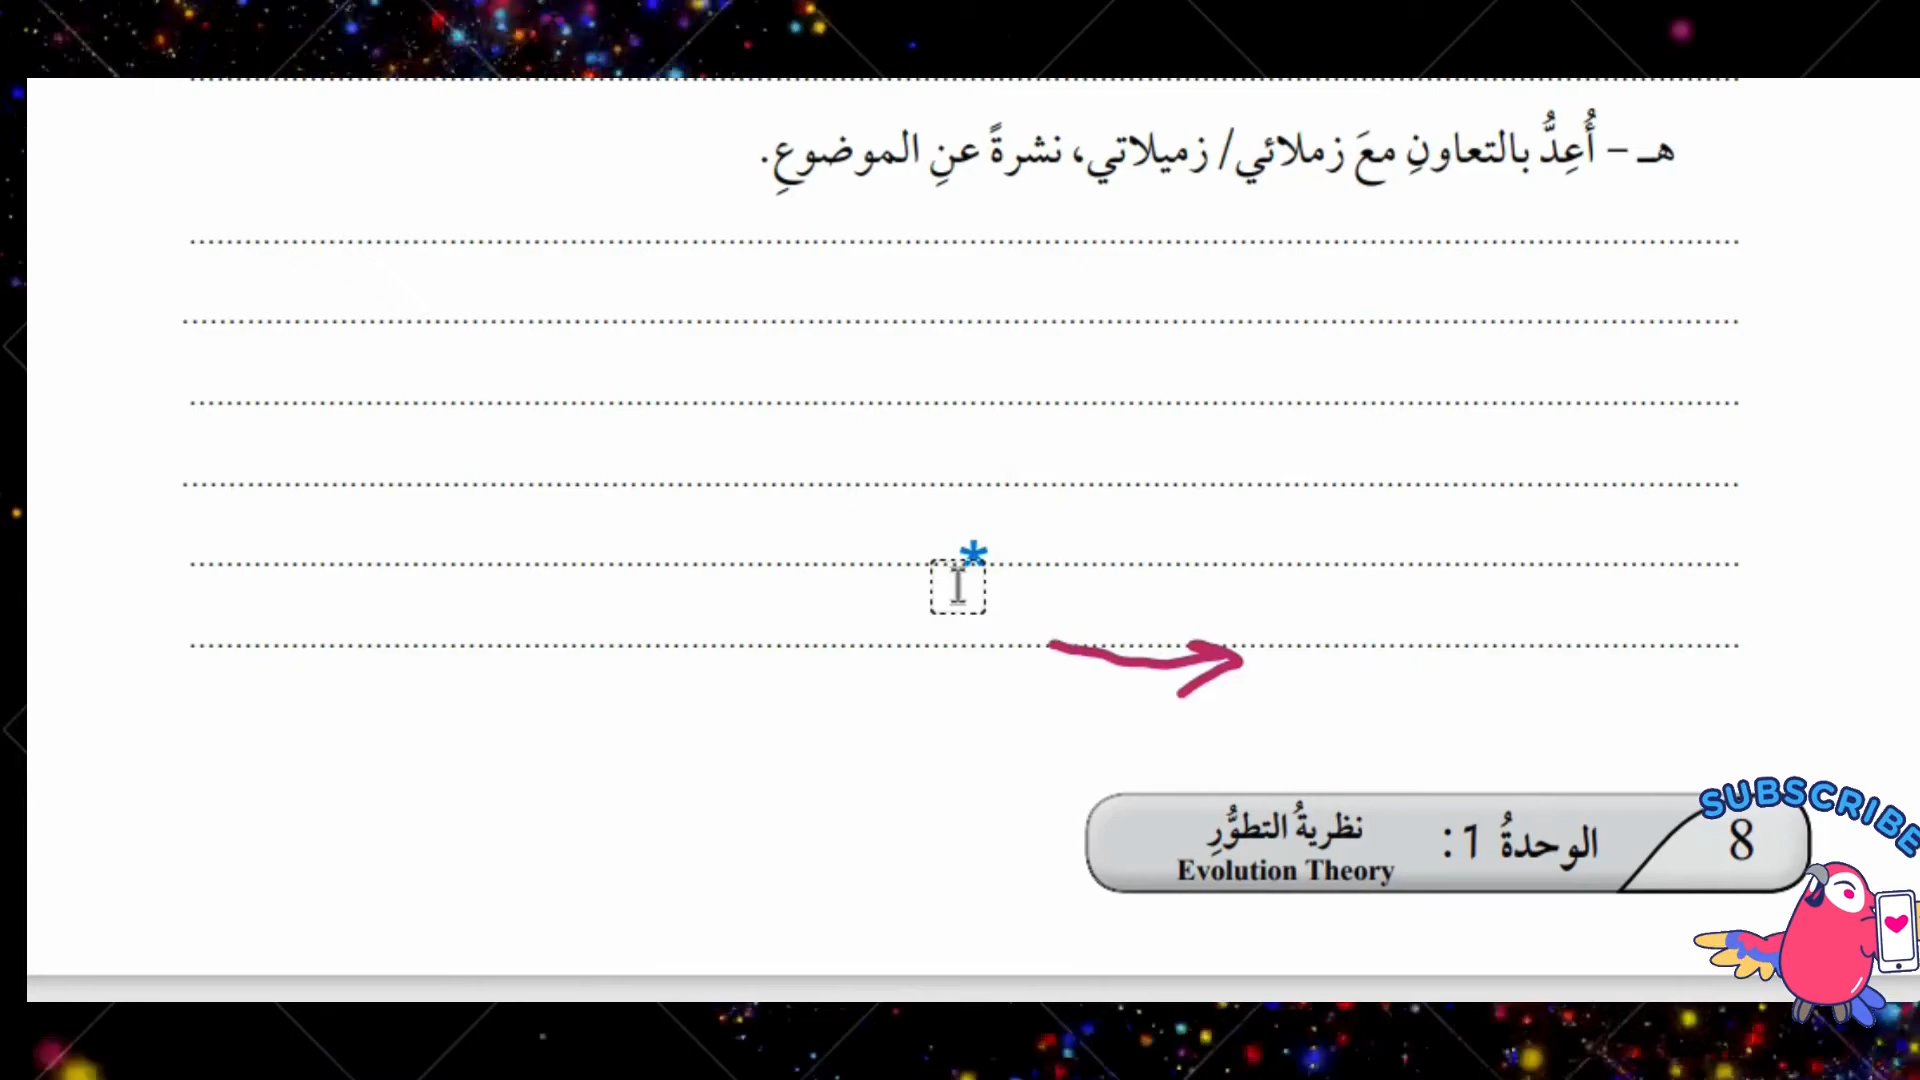 هـ – أُعِدُّ بالتعاونِ معَ زملائي/ زميلاتي، نشرةً عنِ الموضوعِ.
*
8
الوحدةُ 1:
نظريةُ التطوُّرِ
Evolution Theory
SUBSCRIBE